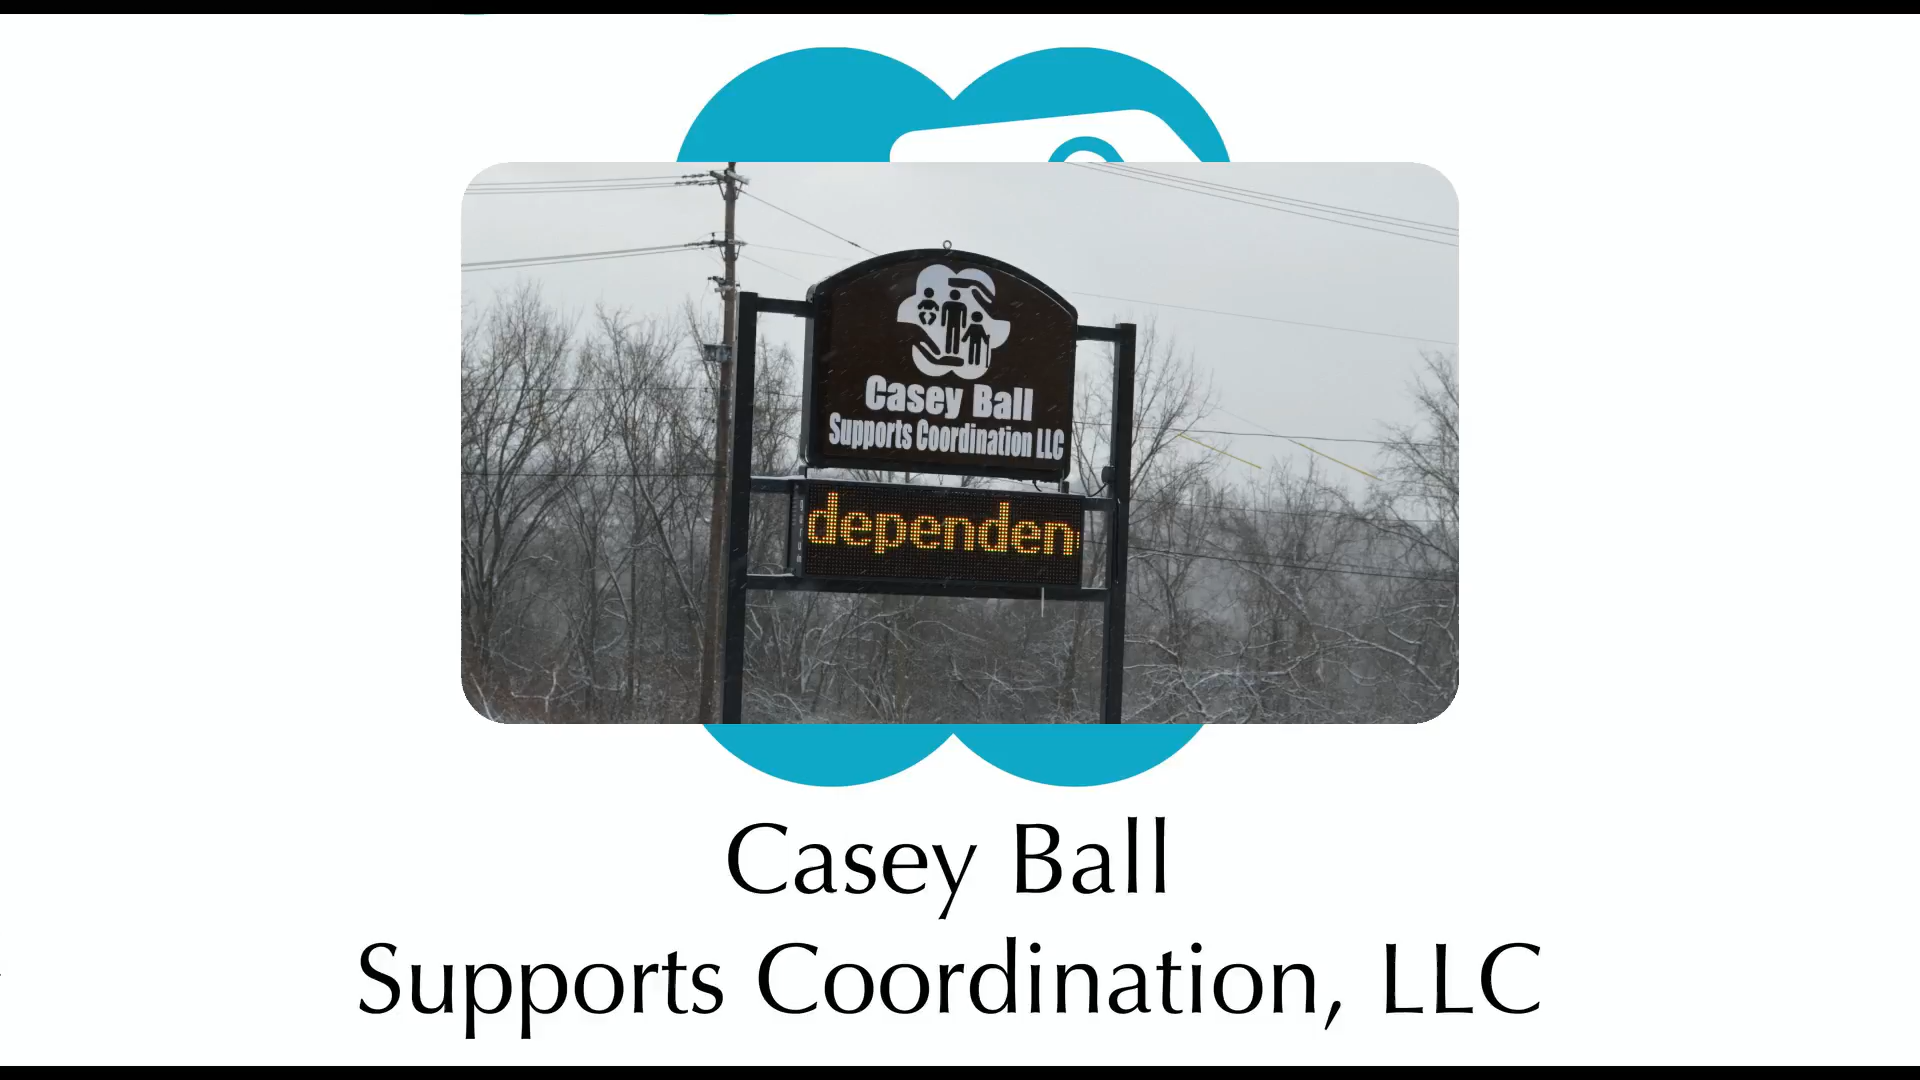 Casey Ball
Supports Coordination LLC
dependen
Casey Ball
Supports Coordination, LLC